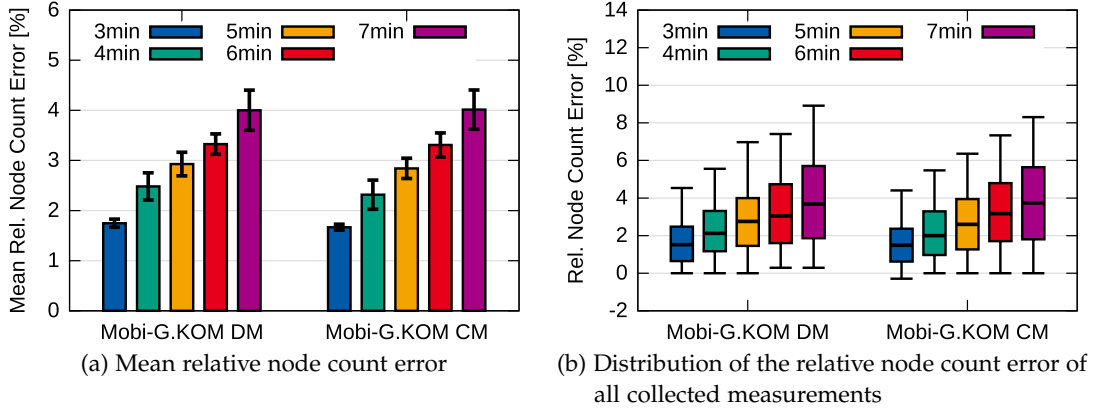 Mean Rel. Node Count Error [%]
6
5
4
3
2
1
0
3min
5min
7min
4min
6min
Mobi-G.KOM DM
Mobi-G.KOM CM
(a) Mean relative node count error
Rel. Node Count Error [%]
14
12
10
8
6
4
2
0
-2
3min
5min
7min
4min
6min
Mobi-G.KOM DM
Mobi-G.KOM CM
(b) Distribution of the relative node count error of
all collected measurements